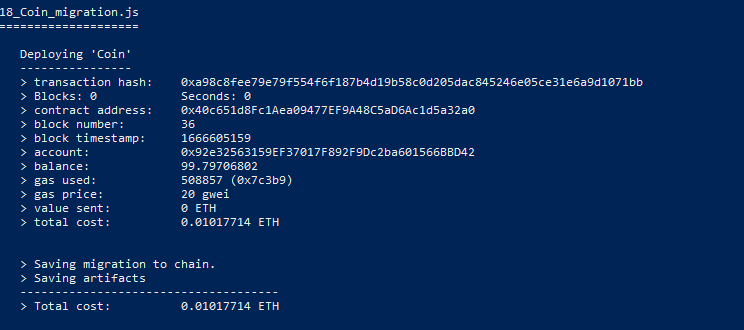 18_Coin_migration.js
====================
Deploying 'Coin'
----------------
> transaction hash: 0xa98c8fee79e79f554f6f187b4d19b58c0d205dac845246e05ce31e6a9d1071bb
> Blocks: 0 Seconds: 0
> contract address: 0x40c651d8Fc1Aea09477EF9A48C5aD6Ac1d5a32a0
> block number: 36
> block timestamp: 1666605159
> account: 0x92e32563159EF37017F892F9Dc2ba601566BBD42
> balance: 99.79706802
> gas used: 508857 (0x7c3b9)
> gas price: 20 gwei
> value sent: 0 ETH
> total cost: 0.01017714 ETH
> Saving migration to chain.
> Saving artifacts
-------------------------------------
> Total cost: 0.01017714 ETH